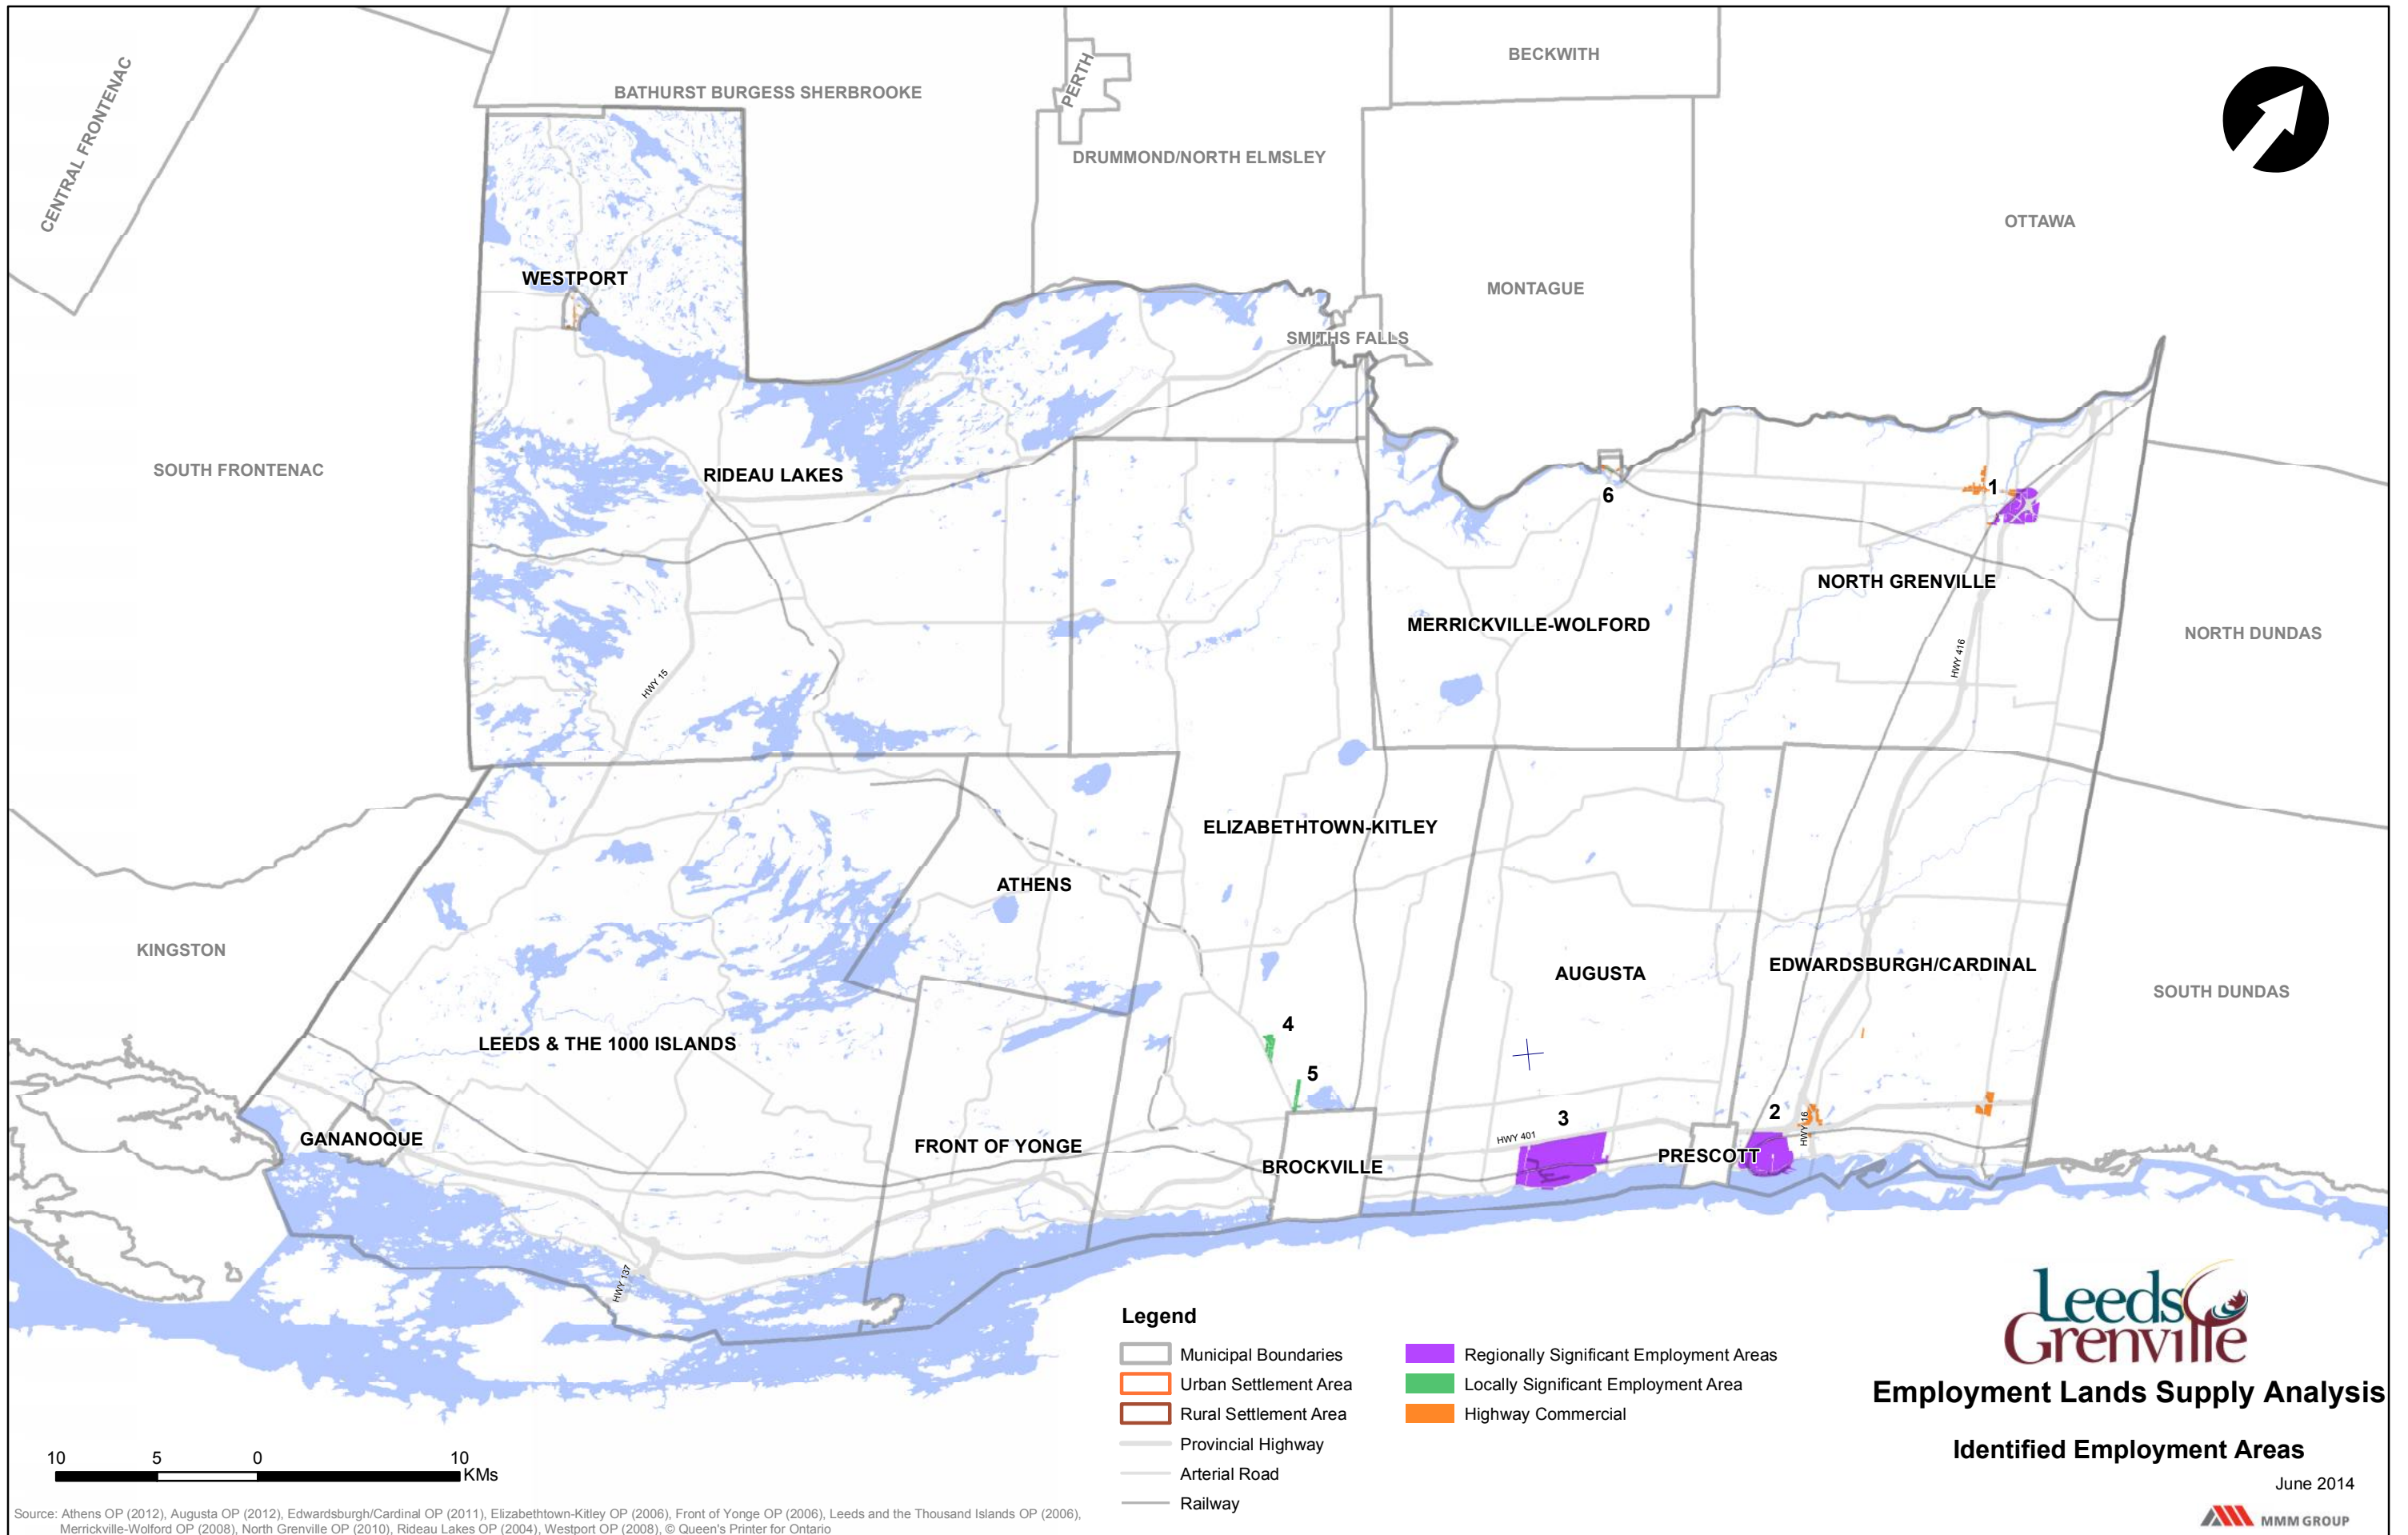 BECKWITH
CENTRAL FRONTENAC
PERTH
BATHURST BURGESS SHERBROOKE
DRUMMOND/NORTH ELMSLEY
OTTAWA
WESTPORT
MONTAGUE
SMITHS FALLS
SOUTH FRONTENAC
RIDEAU LAKES
6
1
NORTH GRENVILLE
MERRICKVILLE-WOLFORD
NORTH DUNDAS
HWY 416
HWY 15
ELIZABETHTOWN-KITLEY
ATHENS
KINGSTON
EDWARDSBURGH/CARDINAL
AUGUSTA
SOUTH DUNDAS
4
LEEDS & THE 1000 ISLANDS
5
3
2
HWY 16
HWY 401
GANANOQUE
FRONT OF YONGE
PRESCOTT
BROCKVILLE
HWY 137
Legend
Municipal Boundaries
Urban Settlement Area
Rural Settlement Area
Provincial Highway
Arterial Road
Railway
Regionally Significant Employment Areas
Locally Significant Employment Area
Highway Commercial
Leeds
Grenville
Employment Lands Supply Analysis
Identified Employment Areas
June 2014
MMM GROUP
10 5 0 10
KMs
Source: Athens OP (2012), Augusta OP (2012), Edwardsburgh/Cardinal OP (2011), Elizabethtown-Kitley OP (2006), Front of Yonge OP (2006), Leeds and the Thousand Islands OP (2006),
Merrickville-Wolford OP (2008), North Grenville OP (2010), Rideau Lakes OP (2004), Westport OP (2008), © Queen's Printer for Ontario